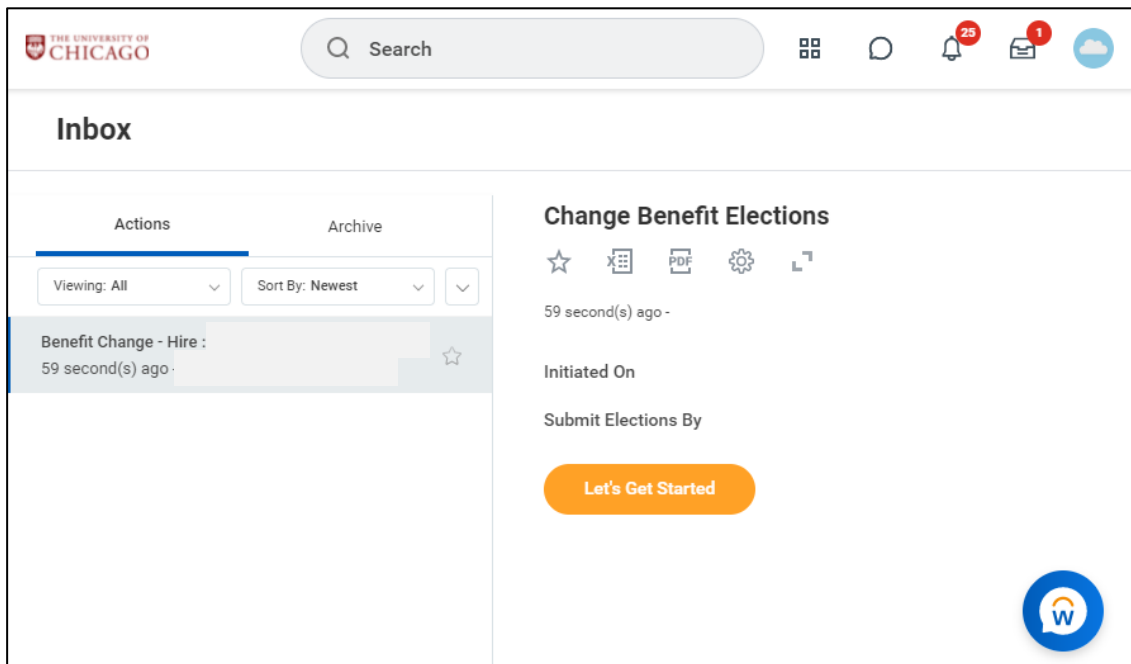 THE UNIVERSITY OF
CHICAGO
Search
25
1
Inbox
Actions
Archive
Viewing: All
Sort By: Newest
Benefit Change - Hire :
59 second(s) ago -
Change Benefit Elections
X
PDF
59 second(s) ago -
Initiated On
Submit Elections By
Let's Get Started
W